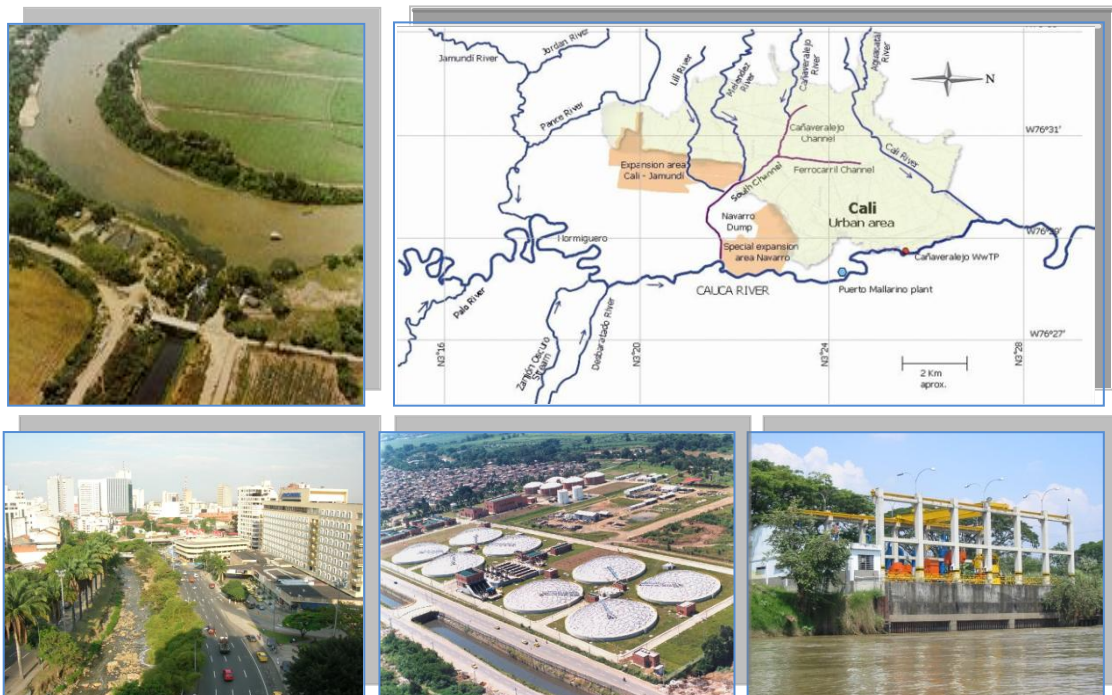 Jordan River
Jamundí River
Pance River
Lili River
Melendez
River
Cañaveralejo
River
Aguacatal
River
N
W76°31'
Cañaveralejo
Channel
Cali River
Expansion area
Cali - Jamundí
Ferrocarril Channel
South Channel
Cali
Urban area
Navarro
Dump
Hormiguero
W76°29'
Special expansion
area Navarro
Cañaveralejo WwTP
CAUCA RIVER
Puerto Mallarino plant
Palo River
Zanjón Oscuro
Stream
Desbaratado River
W76°27'
N3°16
N3°20
N3°24
N3°28
2 Km
aprox.